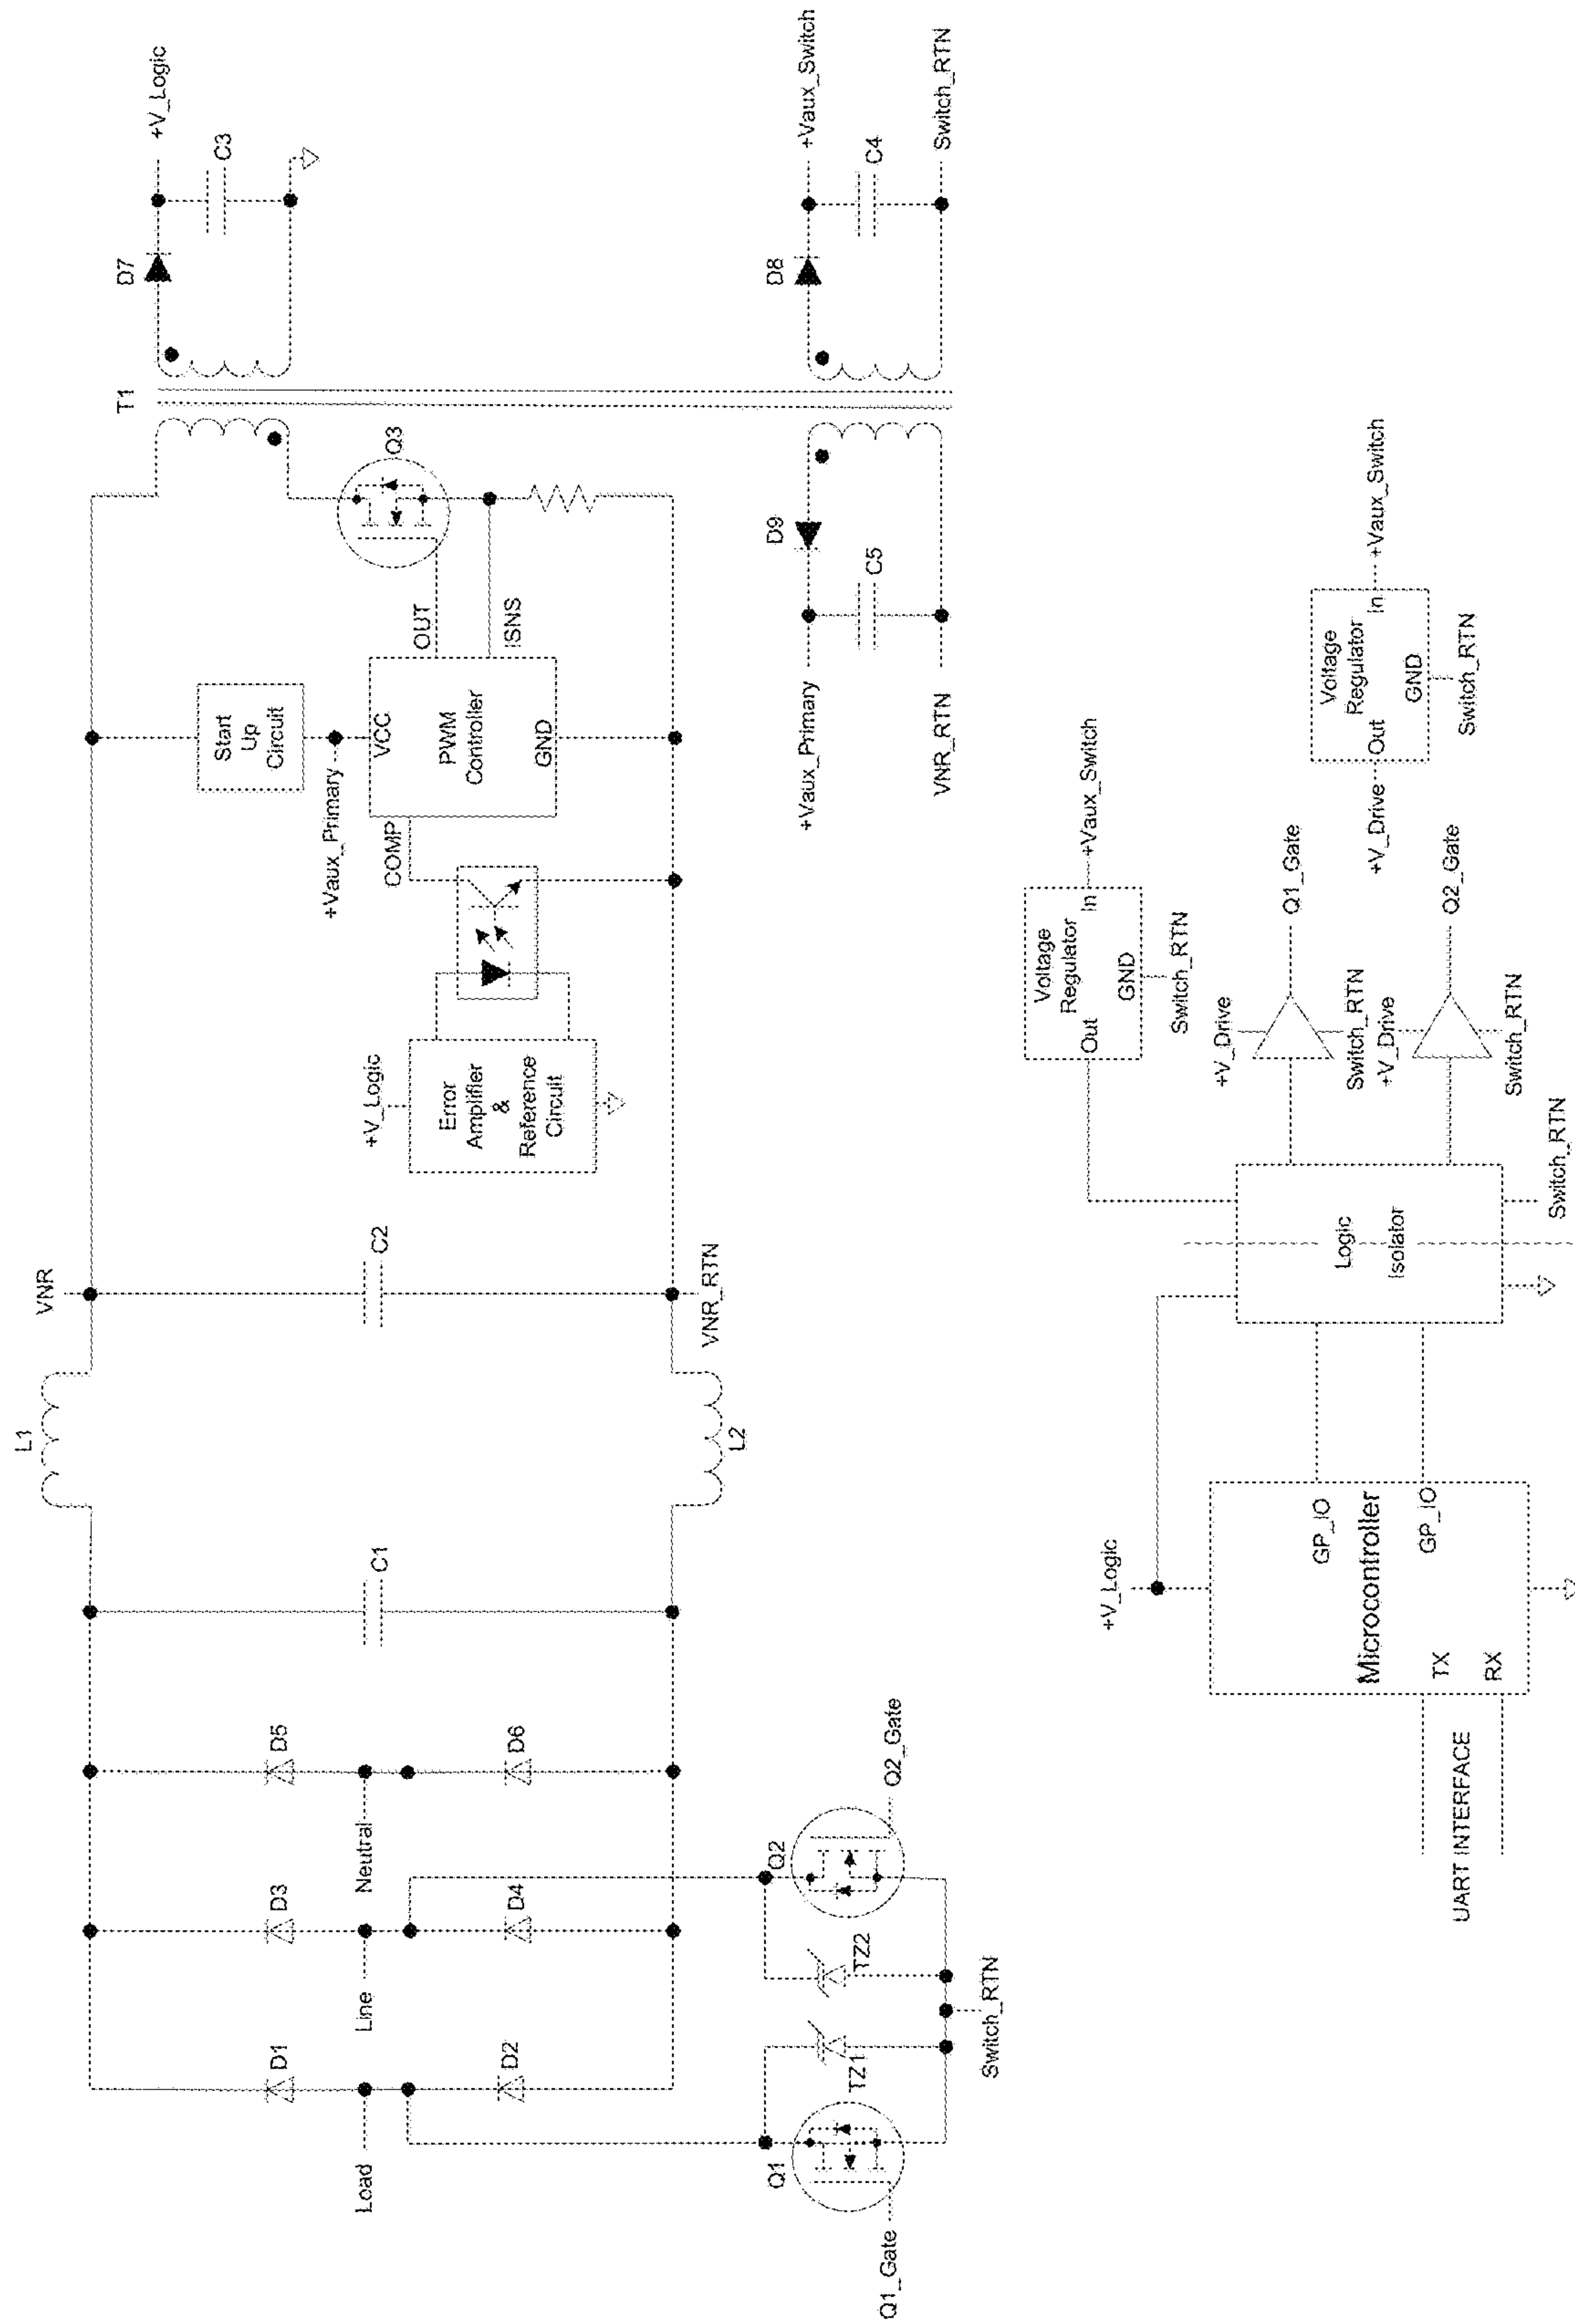 L1
VNR
+V_Logic
D7
C3
T1
Start
Up
Circuit
+Vaux_Primary
VCC
PWM
Controller
GND
COMP
OUT
ISNS
Q3
+V_Logic
Error
Amplifier
&
Reference
Circuit
C1
C2
D1
D3
D5
Load
Line
Neutral
D2
D4
D6
L2
VNR_RTN
D9
+Vaux_Primary
C5
VNR_RTN
D8
+Vaux_Switch
C4
Switch_RTN
Q1
Q1_Gate
TZ1
TZ2
Q2
Q2_Gate
Switch_RTN
+V_Logic
Microcontroller
GP_IO
GP_IO
TX
RX
UART INTERFACE
Logic
Isolator
Switch_RTN
Voltage
Regulator
Out
In
GND
+Vaux_Switch
Switch_RTN
+V_Drive
Q1_Gate
Switch_RTN
+V_Drive
Q2_Gate
Switch_RTN
Voltage
Regulator
+V_Drive
Out
In
+Vaux_Switch
GND
Switch_RTN